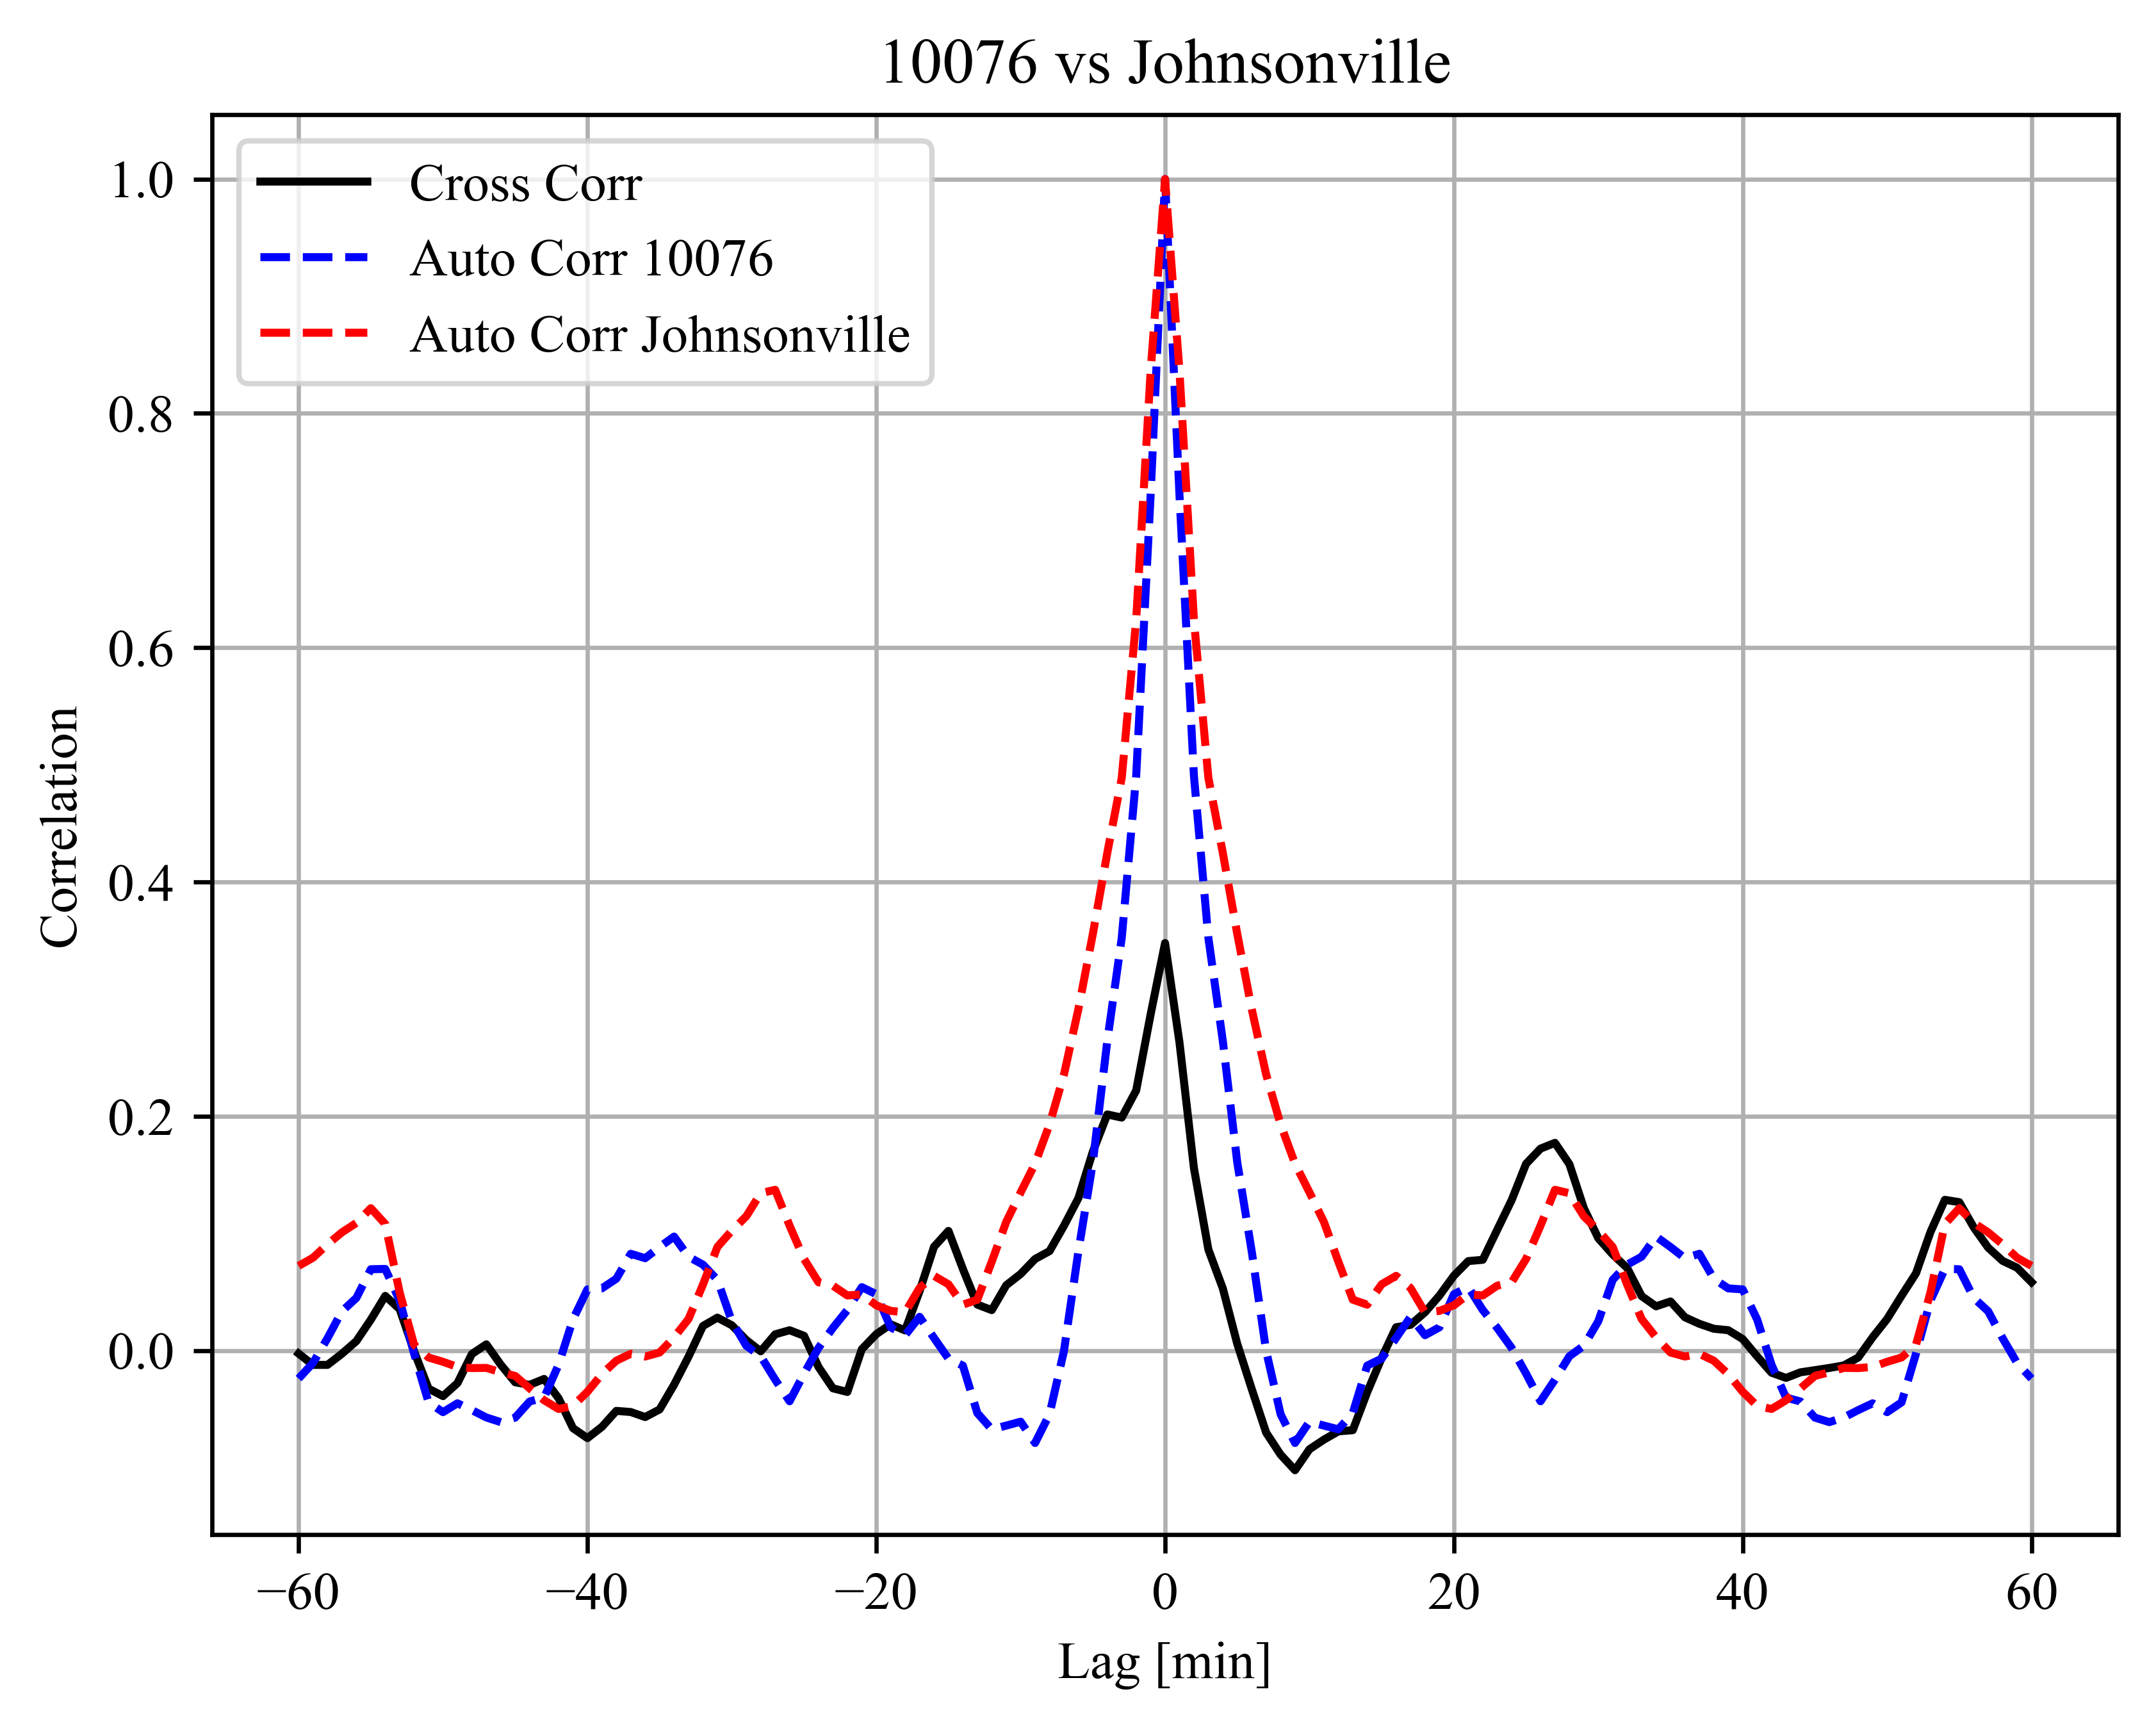 10076 vs Johnsonville
Cross Corr
Auto Corr 10076
Auto Corr Johnsonville
1.0
0.8
0.6
0.4
0.2
0.0
Correlation
−60 −40 −20 0 20 40 60
Lag [min]